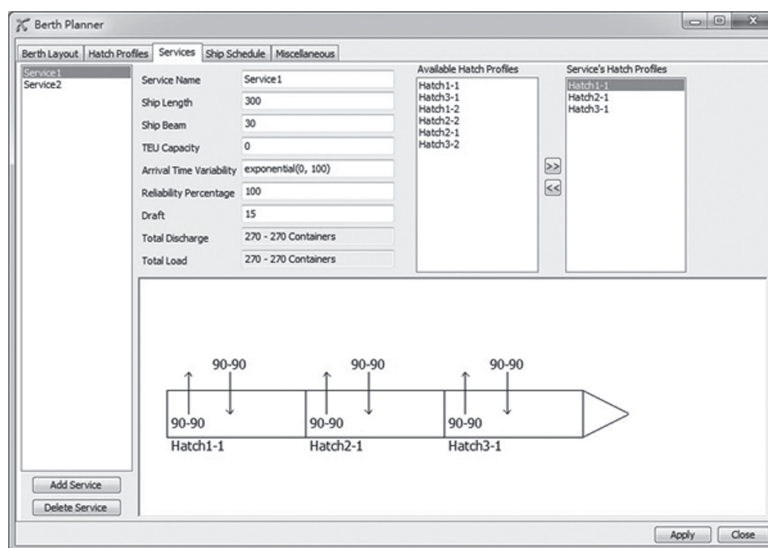 Berth Planner
Berth Layout Hatch Profiles Services Ship Schedule Miscellaneous
Service1
Service2
Service Name Service1
Ship Length 300
Ship Beam 30
TEU Capacity 0
Arrival Time Variability exponential(0, 100)
Reliability Percentage 100
Draft 15
Total Discharge 270 - 270 Containers
Total Load 270 - 270 Containers
Available Hatch Profiles
Hatch1-1
Hatch3-1
Hatch1-2
Hatch2-2
Hatch2-1
Hatch3-2
>>
<<
Service's Hatch Profiles
Hatch1-1
Hatch2-1
Hatch3-1
90-90 90-90 90-90
90-90 90-90 90-90
Hatch1-1 Hatch2-1 Hatch3-1
Add Service
Delete Service
Apply Close